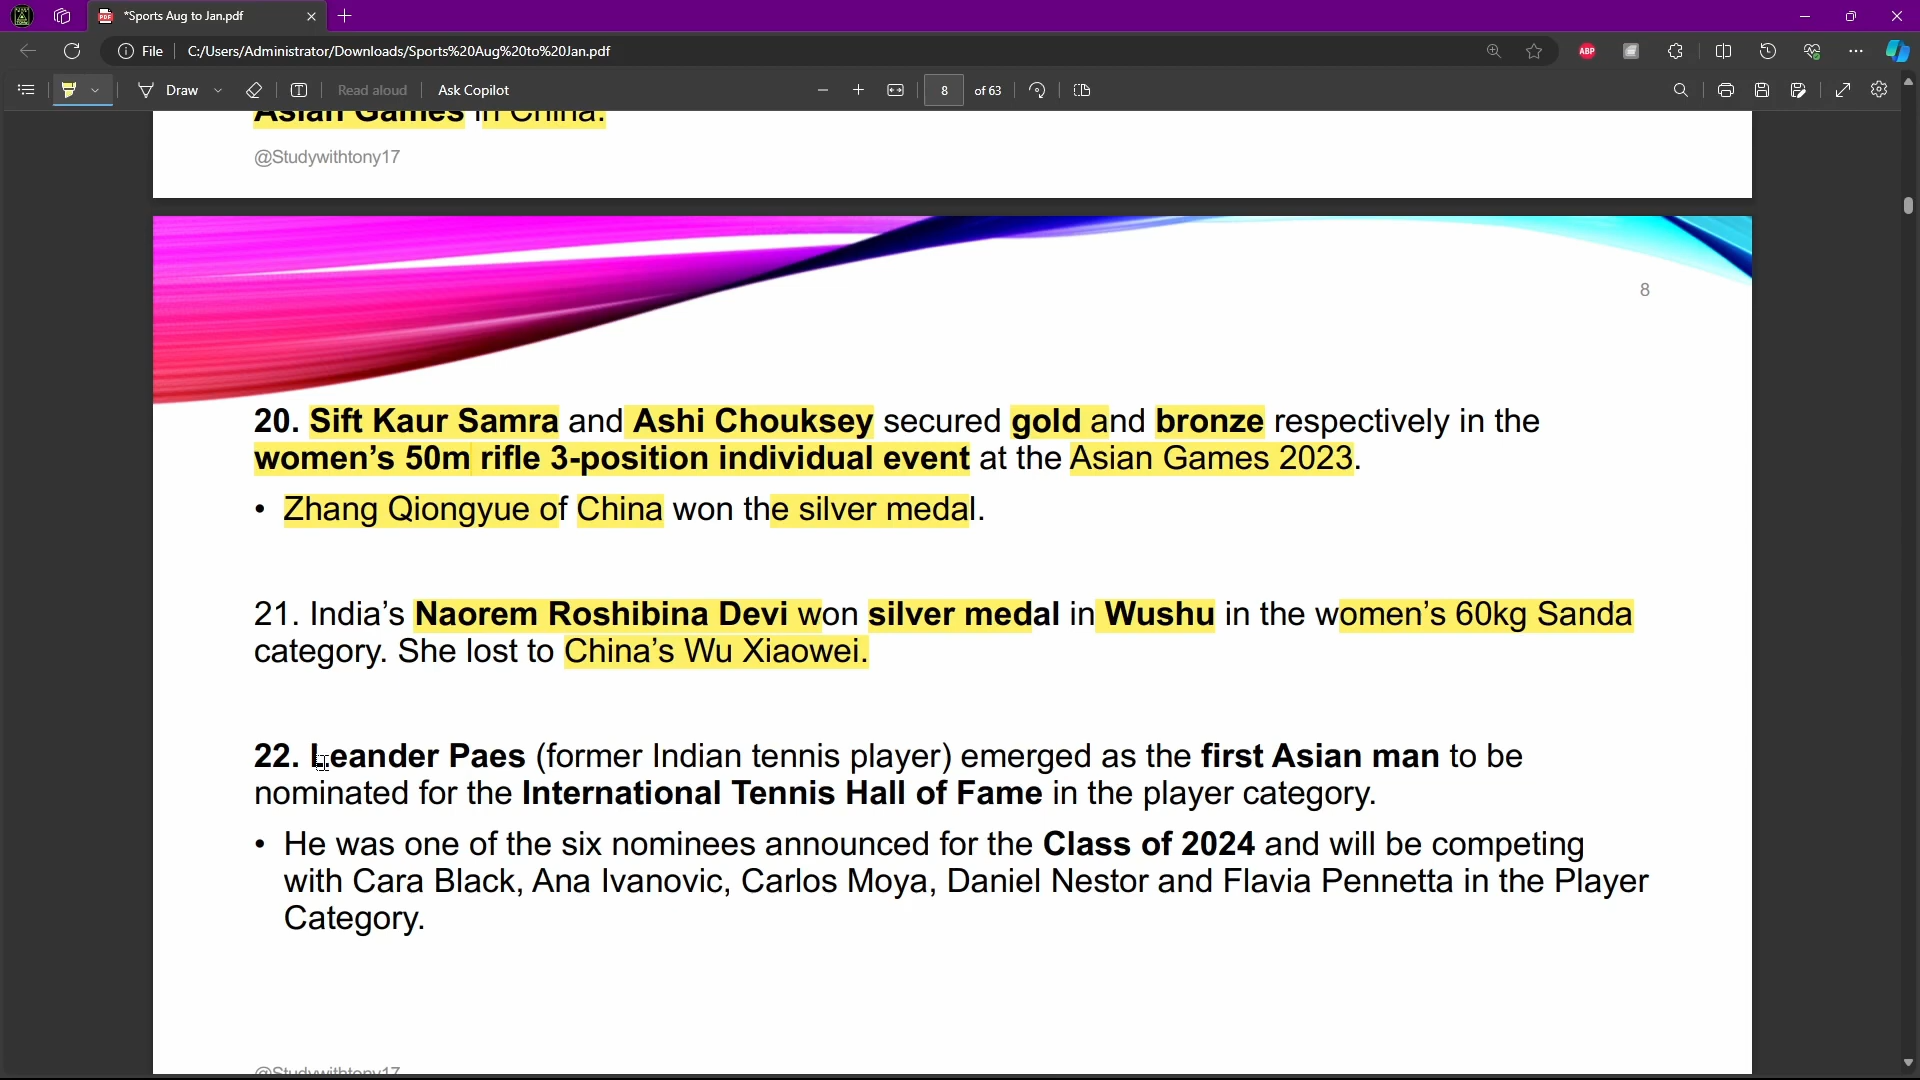 *Sports Aug to Jan.pdf
File
C:/Users/Administrator/Downloads/Sports%20Aug%20to%20Jan.pdf
ABP
Draw
Read aloud
Ask Copilot
8 of 63
Asian Games in China.
@Studywithtony17
8
20. Sift Kaur Samra and Ashi Chouksey secured gold and bronze respectively in the
women’s 50m rifle 3-position individual event at the Asian Games 2023.
• Zhang Qiongyue of China won the silver medal.
21. India’s Naorem Roshibina Devi won silver medal in Wushu in the women’s 60kg Sanda
category. She lost to China’s Wu Xiaowei.
22. Leander Paes (former Indian tennis player) emerged as the first Asian man to be
nominated for the International Tennis Hall of Fame in the player category.
• He was one of the six nominees announced for the Class of 2024 and will be competing
with Cara Black, Ana Ivanovic, Carlos Moya, Daniel Nestor and Flavia Pennetta in the Player
Category.
@Studywithtony17